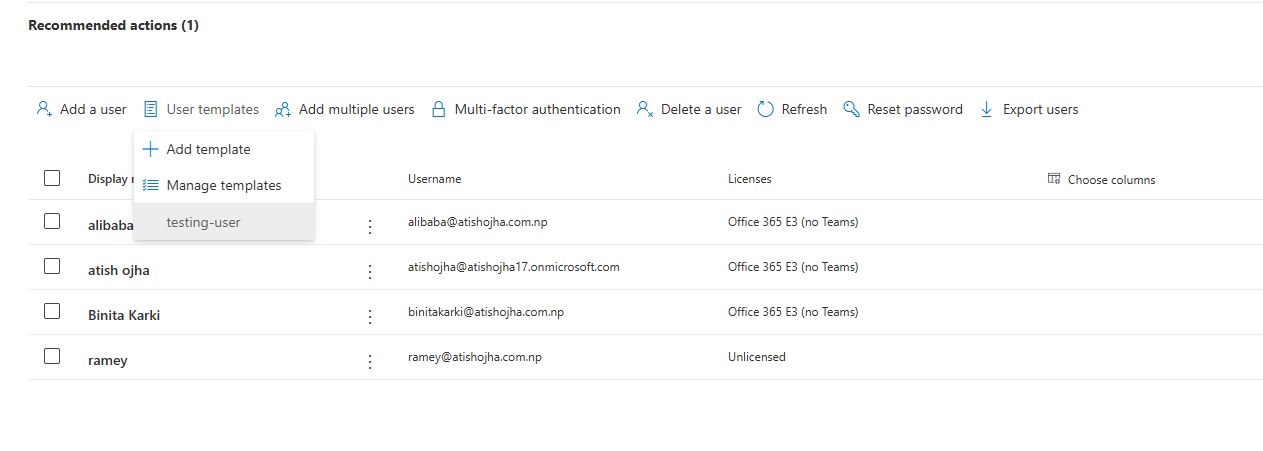 Recommended actions (1)
Add a user User templates Add multiple users Multi-factor authentication Delete a user Refresh Reset password Export users
Add template
Manage templates
testing-user
Display Username Licenses Choose columns
alibaba alibaba@atishojha.com.np Office 365 E3 (no Teams)
atish ojha atishojha@atishojha17.onmicrosoft.com Office 365 E3 (no Teams)
Binita Karki binitakarki@atishojha.com.np Office 365 E3 (no Teams)
ramey ramey@atishojha.com.np Unlicensed